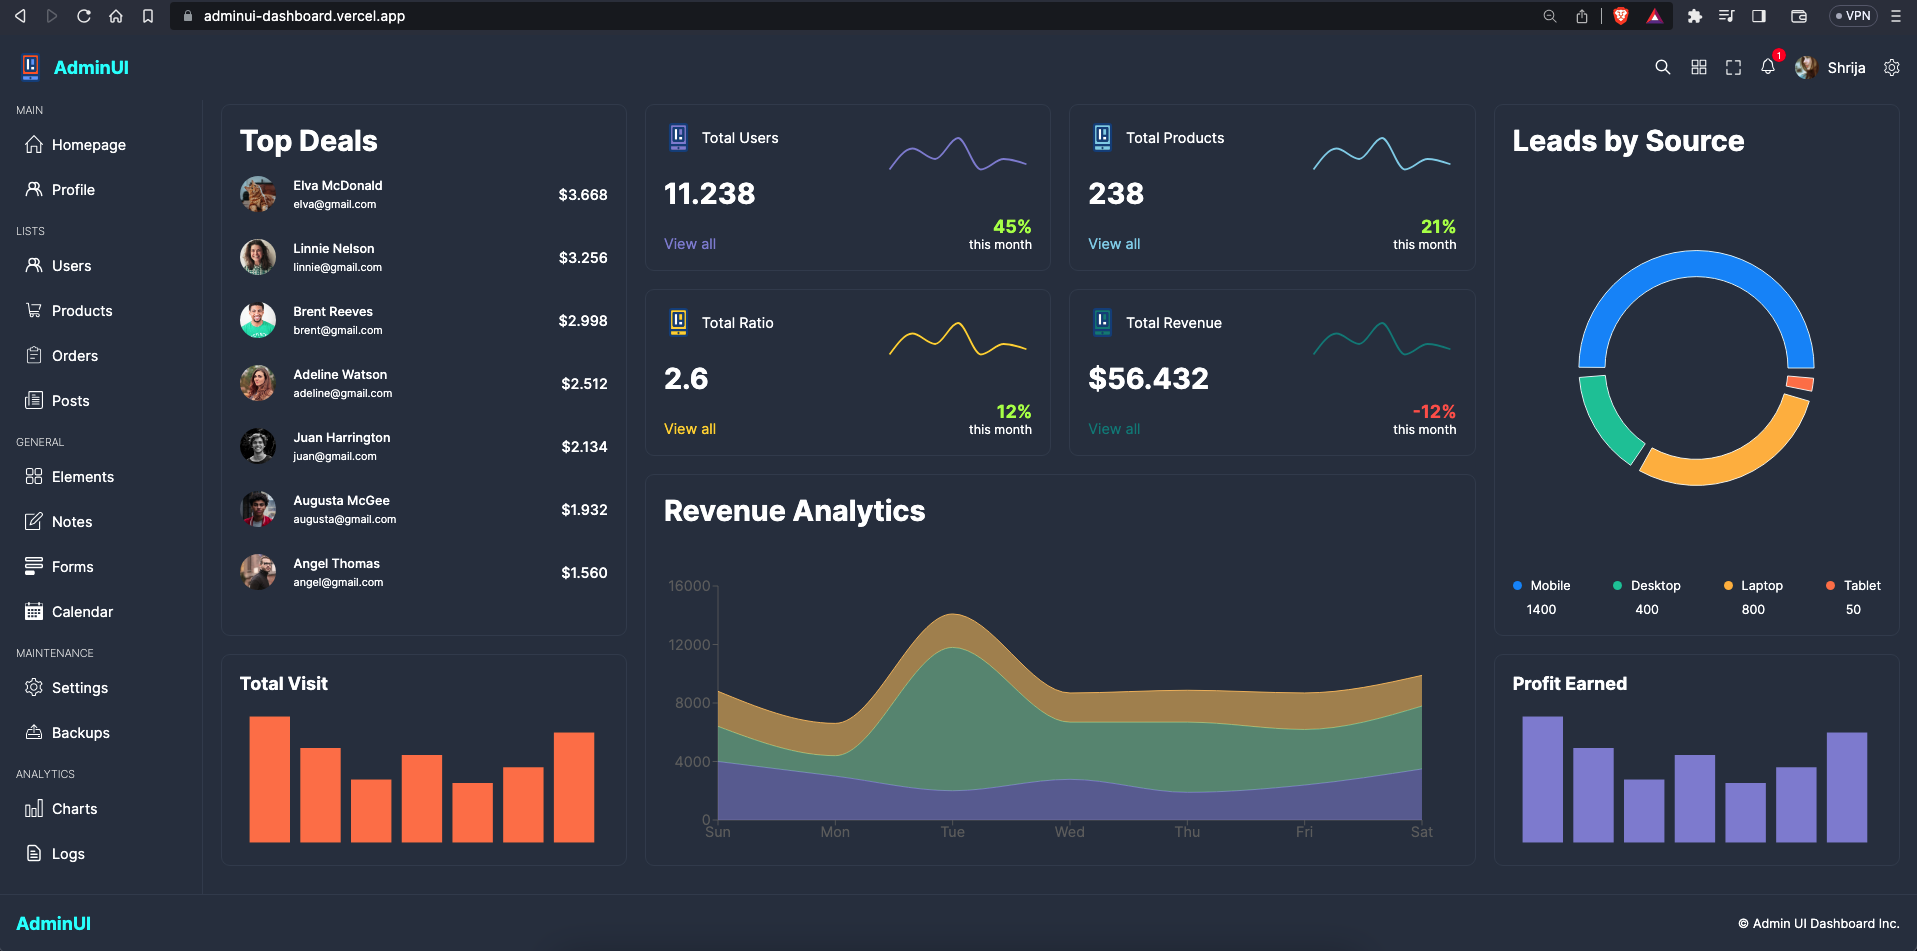 adminui-dashboard.vercel.app
VPN
AdminUI
1
Shrija
MAIN
Homepage
Profile
LISTS
Users
Products
Orders
Posts
GENERAL
Elements
Notes
Forms
Calendar
MAINTENANCE
Settings
Backups
ANALYTICS
Charts
Logs
Top Deals
Elva McDonald
elva@gmail.com
$3.668
Linnie Nelson
linnie@gmail.com
$3.256
Brent Reeves
brent@gmail.com
$2.998
Adeline Watson
adeline@gmail.com
$2.512
Juan Harrington
juan@gmail.com
$2.134
Augusta McGee
augusta@gmail.com
$1.932
Angel Thomas
angel@gmail.com
$1.560
Total Users
11.238
View all
45%
this month
Total Products
238
View all
21%
this month
Total Ratio
2.6
View all
12%
this month
Total Revenue
$56.432
View all
-12%
this month
Leads by Source
Mobile
1400
Desktop
400
Laptop
800
Tablet
50
Total Visit
Revenue Analytics
16000
12000
8000
4000
0
Sun Mon Tue Wed Thu Fri Sat
Profit Earned
AdminUI
© Admin UI Dashboard Inc.